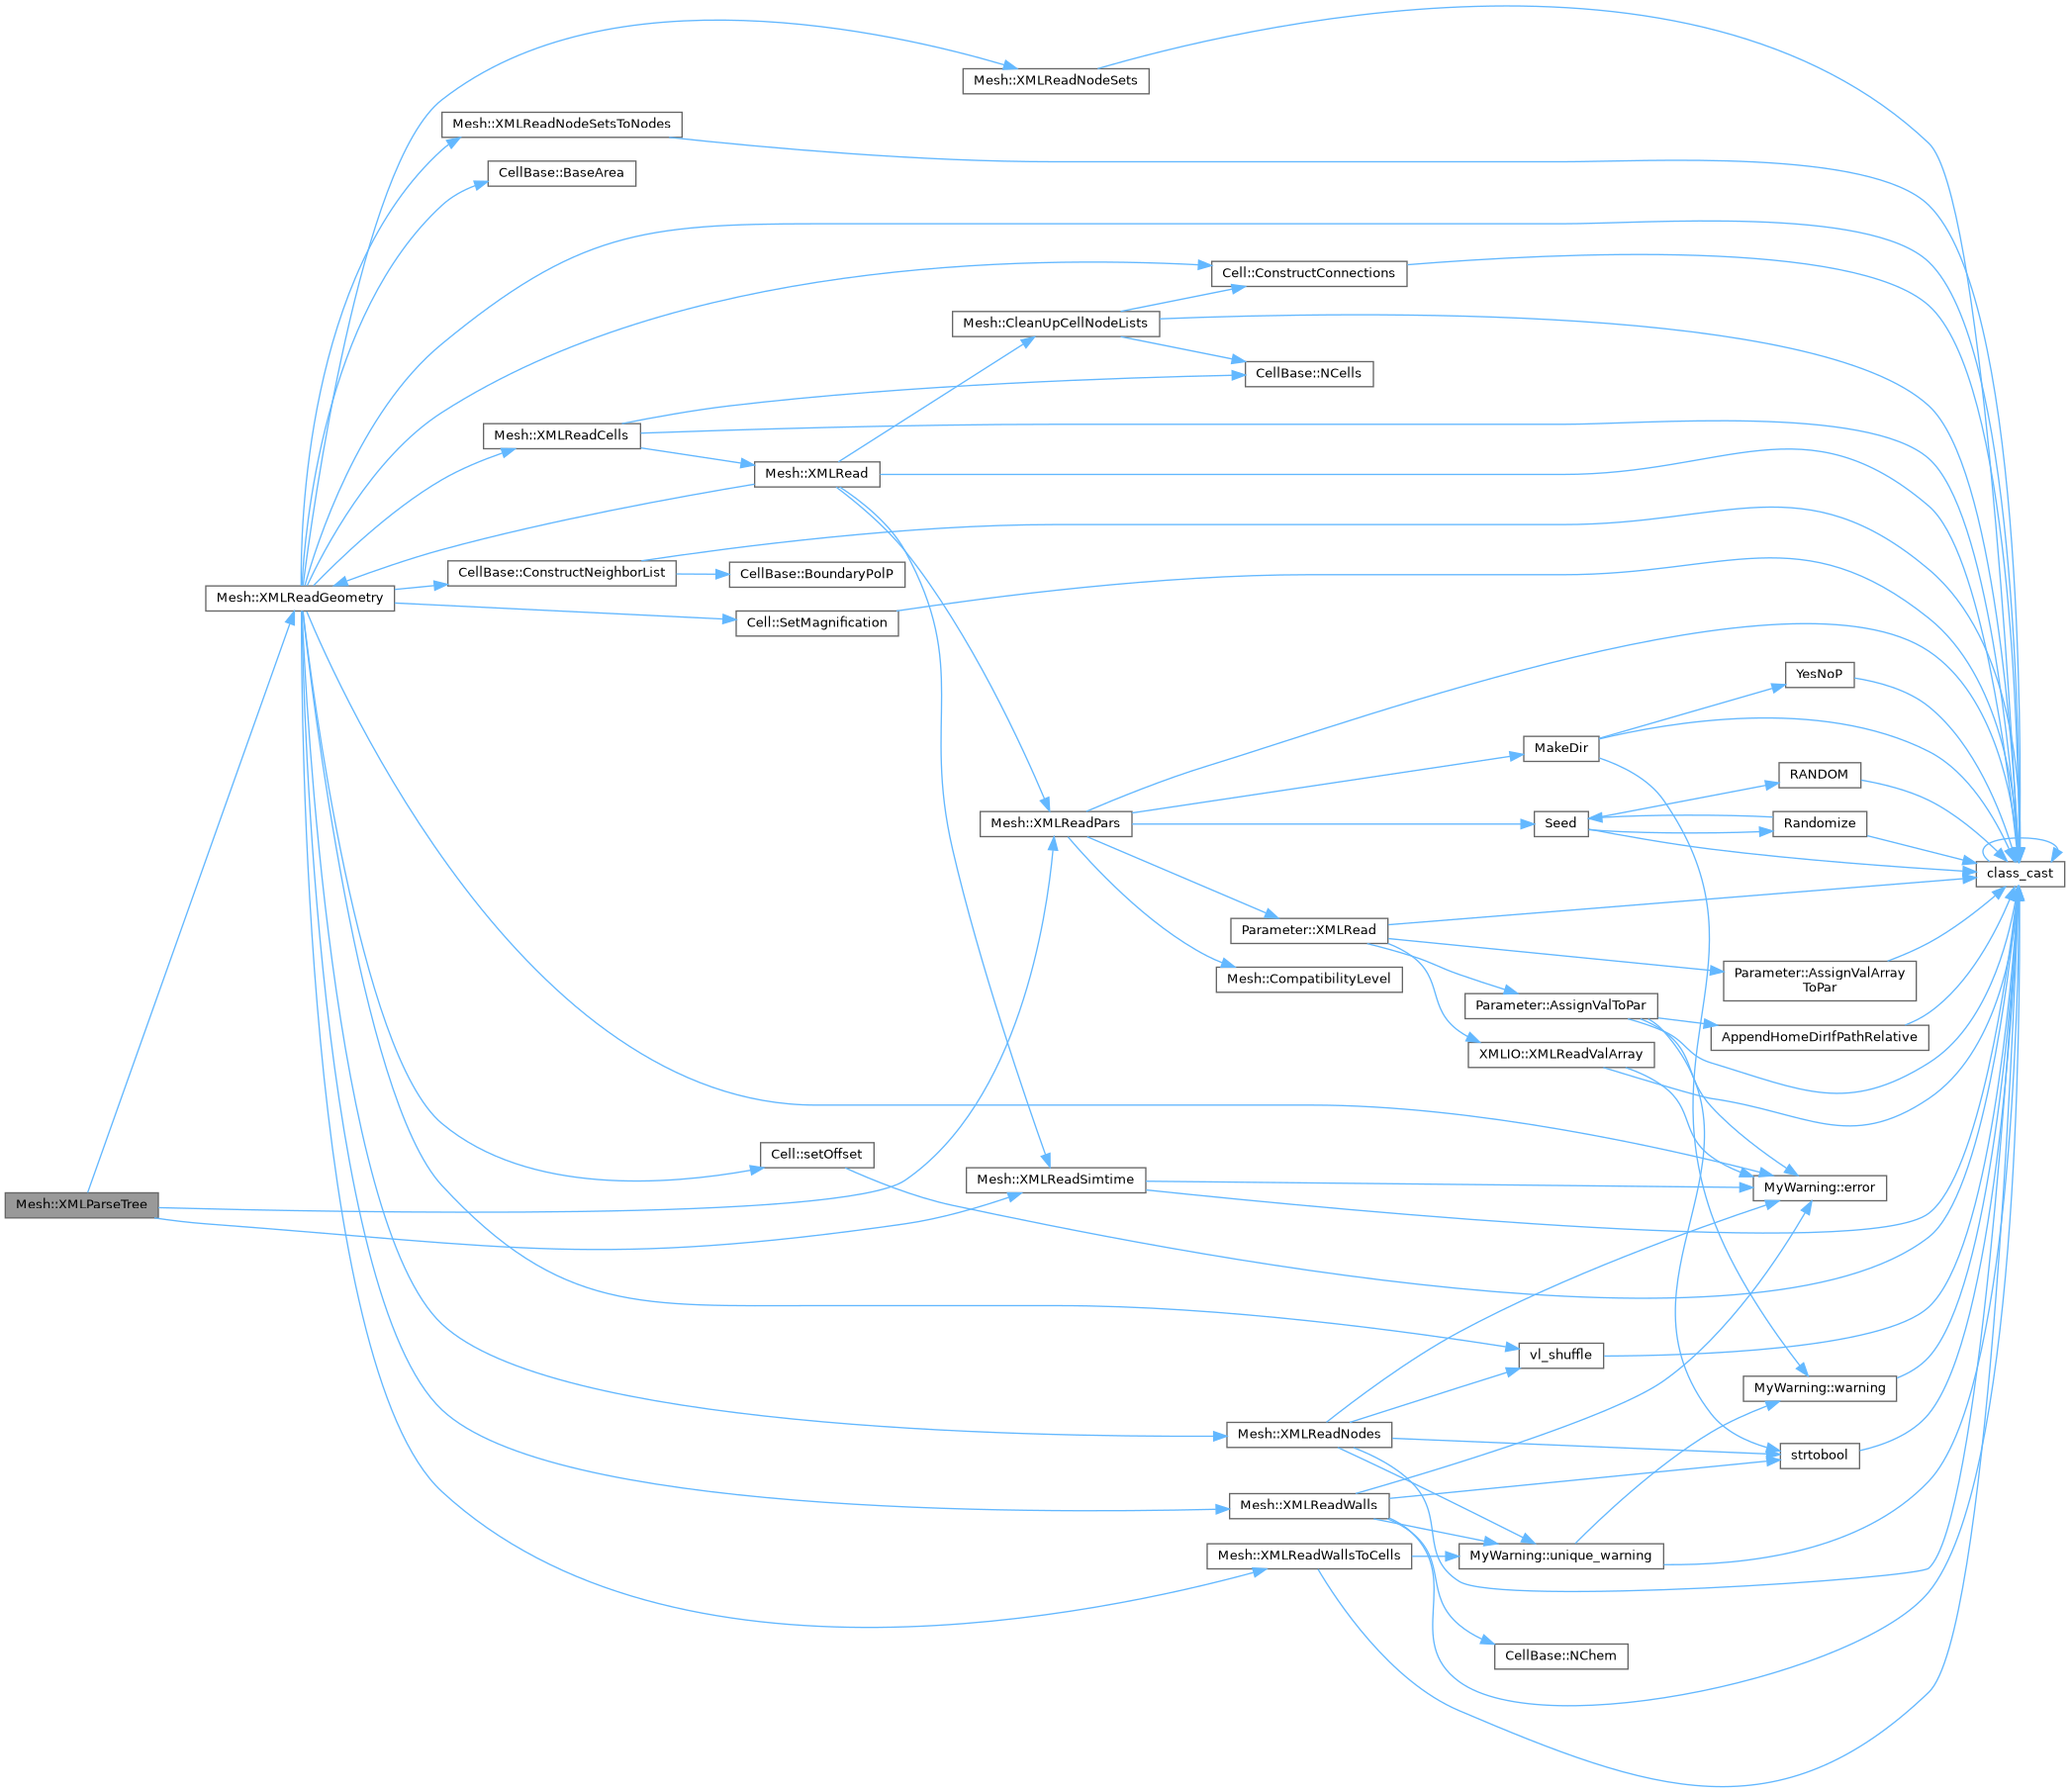 Mesh::XMLReadNodeSets
Mesh::XMLReadNodeSetsToNodes
CellBase::BaseArea
Cell::ConstructConnections
Mesh::CleanUpCellNodeLists
CellBase::NCells
Mesh::XMLReadCells
Mesh::XMLRead
CellBase::ConstructNeighborList
CellBase::BoundaryPolP
Mesh::XMLReadGeometry
Cell::SetMagnification
YesNoP
MakeDir
RANDOM
Mesh::XMLReadPars
Seed
Randomize
class_cast
Parameter::XMLRead
Mesh::CompatibilityLevel
Parameter::AssignValArray
ToPar
Parameter::AssignValToPar
AppendHomeDirIfPathRelative
XMLIO::XMLReadValArray
Cell::setOffset
Mesh::XMLReadSimtime
MyWarning::error
Mesh::XMLParseTree
vl_shuffle
MyWarning::warning
Mesh::XMLReadNodes
strtobool
Mesh::XMLReadWalls
Mesh::XMLReadWallsToCells
MyWarning::unique_warning
CellBase::NChem